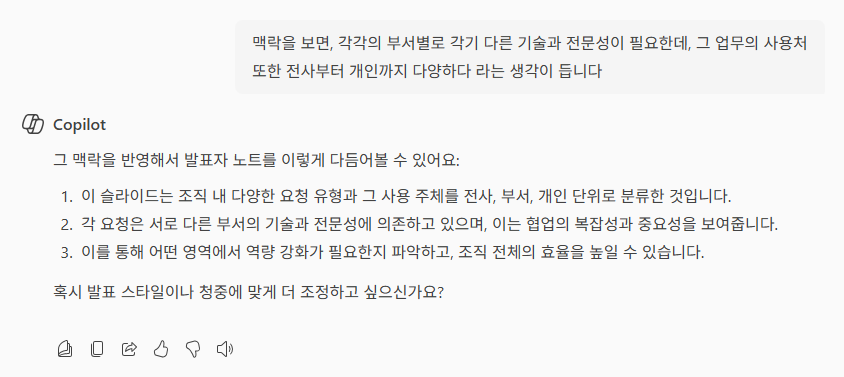 맥락을 보면, 각각의 부서별로 각기 다른 기술과 전문성이 필요한데, 그 업무의 사용처
또한 전사부터 개인까지 다양하다 라는 생각이 듭니다
Copilot
그 맥락을 반영해서 발표자 노트를 이렇게 다듬어볼 수 있어요:
1. 이 슬라이드는 조직 내 다양한 요청 유형과 그 사용 주체를 전사, 부서, 개인 단위로 분류한 것입니다.
2. 각 요청은 서로 다른 부서의 기술과 전문성에 의존하고 있으며, 이는 협업의 복잡성과 중요성을 보여줍니다.
3. 이를 통해 어떤 영역에서 역량 강화가 필요한지 파악하고, 조직 전체의 효율을 높일 수 있습니다.
혹시 발표 스타일이나 청중에 맞게 더 조정하고 싶으신가요?